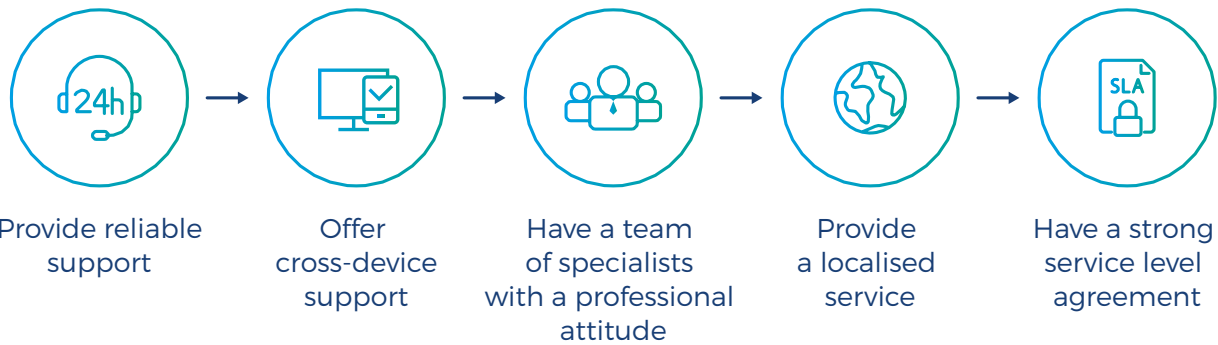 24h
SLA
Provide reliable
support
Offer
cross-device
support
Have a team
of specialists
with a professional
attitude
Provide
a localised
service
Have a strong
service level
agreement